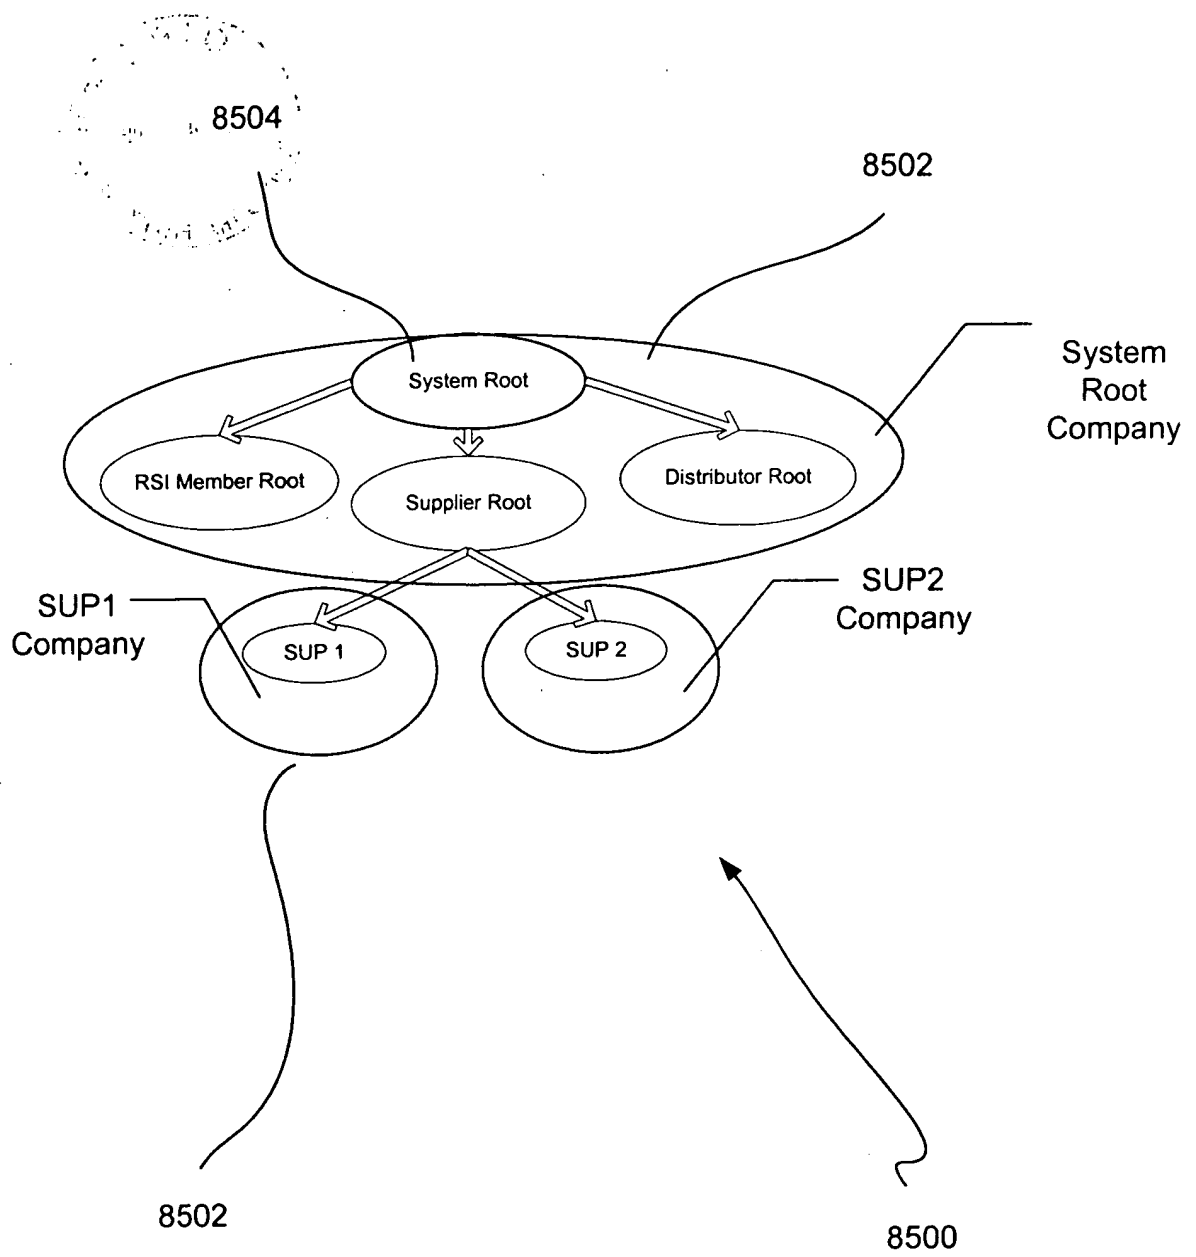 8504
8502
System Root
System
Root
Company
RSI Member Root
Supplier Root
Distributor Root
SUP1
Company
SUP 1
SUP 2
SUP2
Company
8502
8500